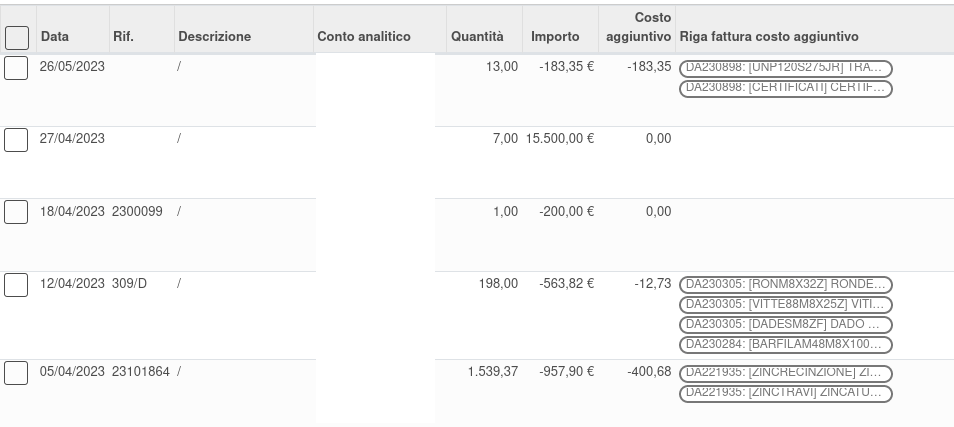 Data Rif. Descrizione Conto analitico Quantità Importo Costo aggiuntivo Riga fattura costo aggiuntivo
26/05/2023 / 13,00 -183,35 € -183,35 DA230898: [UNP120S275JR] TRA...
DA230898: [CERTIFICATI] CERTIF...
27/04/2023 / 7,00 15.500,00 € 0,00
18/04/2023 2300099 / 1,00 -200,00 € 0,00
12/04/2023 309/D / 198,00 -563,82 € -12,73 DA230305: [RONM8X32Z] RONDE...
DA230305: [VITTE88M8X25Z] VITI...
DA230305: [DADESM8ZF] DADO ...
DA230284: [BARFILAM48M8X100...
05/04/2023 23101864 / 1.539,37 -957,90 € -400,68 DA221935: [ZINCRECINZIONE] ZI...
DA221935: [ZINCTRAVI] ZINCATU...